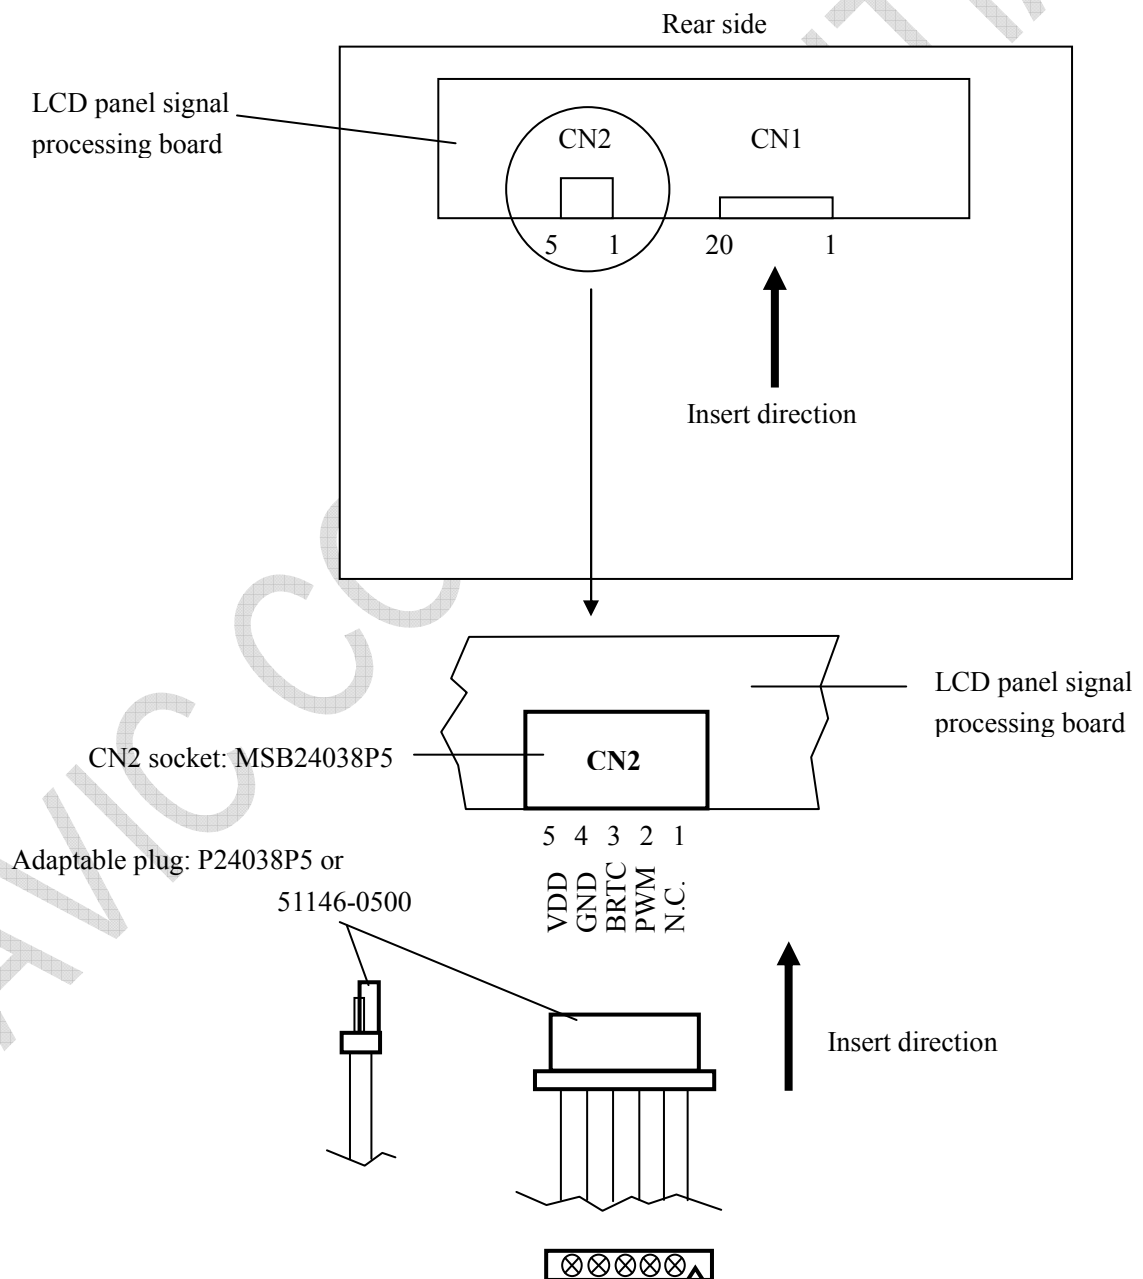 Rear side
LCD panel signal
processing board
CN2
CN1
5
1
20
1
Insert direction
LCD panel signal
processing board
CN2 socket: MSB24038P5
CN2
5 4 3 2 1
Adaptable plug: P24038P5 or
51146-0500
VDD
GND
BRTC
PWM
N.C.
Insert direction